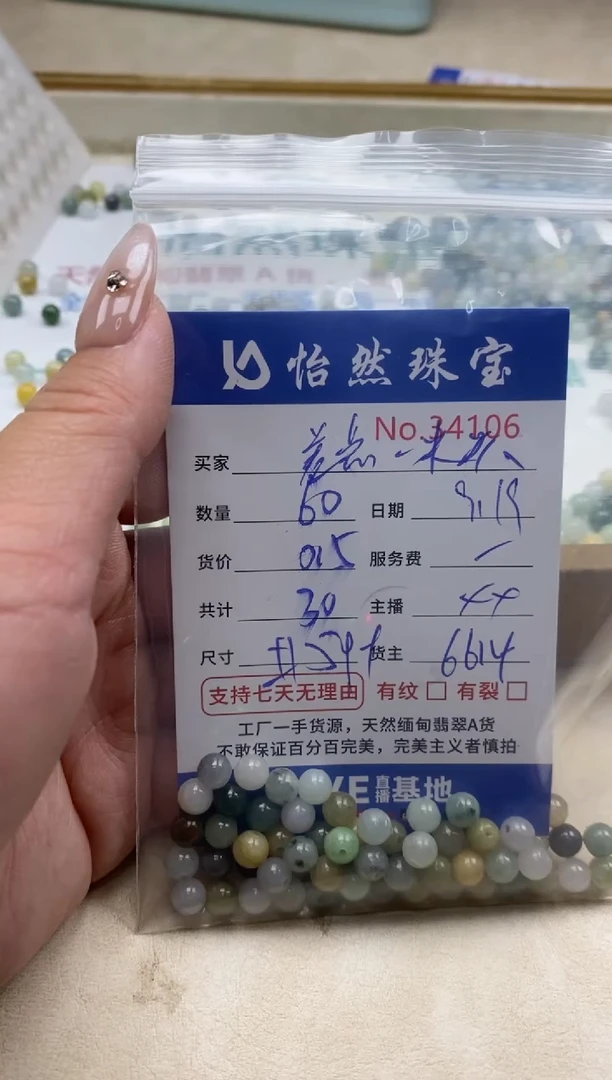 怡然珠宝
No.34106
买家
数量 60 日期 9.19
货价 0.5 服务费 一
共计 30 主播
尺寸 货主 6614
支持七天无理由 有纹 有裂
工厂一手货源，天然缅甸翡翠A货
不敢保证百分百完美，完美主义者慎拍
直播基地